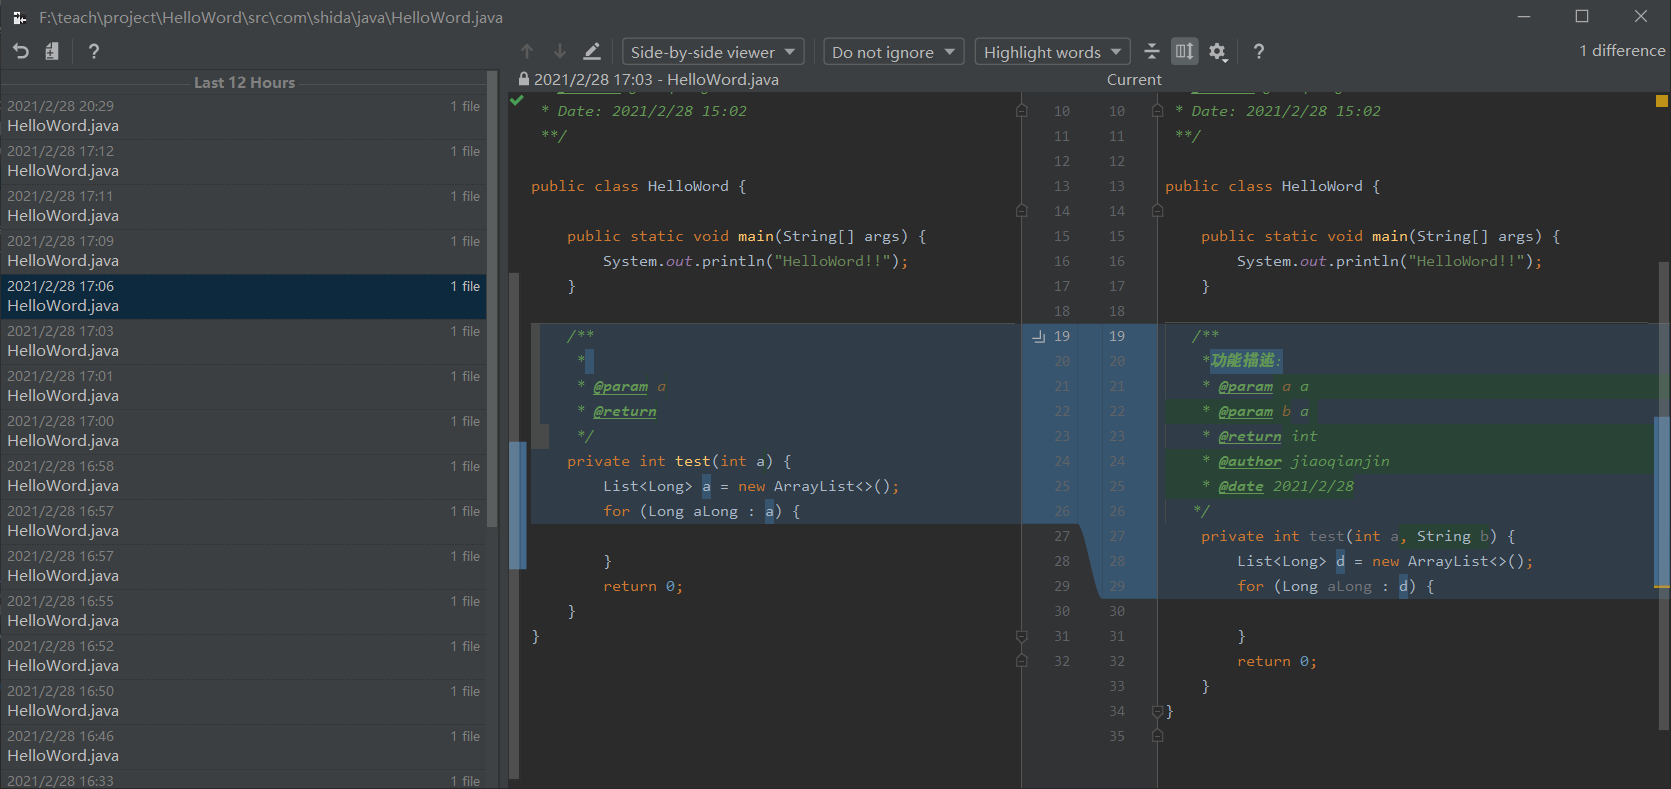 F:\teach\project\HelloWord\src\com\shida\java\HelloWord.java
?
Side-by-side viewer
Do not ignore
Highlight words
?
1 difference
Last 12 Hours
2021/2/28 20:29 1 file
HelloWord.java
2021/2/28 17:12 1 file
HelloWord.java
2021/2/28 17:11 1 file
HelloWord.java
2021/2/28 17:09 1 file
HelloWord.java
2021/2/28 17:06 1 file
HelloWord.java
2021/2/28 17:03 1 file
HelloWord.java
2021/2/28 17:01 1 file
HelloWord.java
2021/2/28 17:00 1 file
HelloWord.java
2021/2/28 16:58 1 file
HelloWord.java
2021/2/28 16:57 1 file
HelloWord.java
2021/2/28 16:57 1 file
HelloWord.java
2021/2/28 16:55 1 file
HelloWord.java
2021/2/28 16:52 1 file
HelloWord.java
2021/2/28 16:50 1 file
HelloWord.java
2021/2/28 16:46 1 file
HelloWord.java
2021/2/28 16:33 1 file
2021/2/28 17:03 - HelloWord.java
* Date: 2021/2/28 15:02 10
**/ 11
12
public class HelloWord { 13
14
public static void main(String[] args) { 15
System.out.println("HelloWord!!"); 16
} 17
18
/** 19
* 20
* @param a 21
* @return 22
*/ 23
private int test(int a) { 24
List<Long> a = new ArrayList<>(); 25
for (Long aLong : a) { 26
27
} 28
return 0; 29
} 30
} 31
32
Current
10 * Date: 2021/2/28 15:02
11 **/
12
13 public class HelloWord {
14
15 public static void main(String[] args) {
16 System.out.println("HelloWord!!");
17 }
18
19 /**
20 *功能描述:
21 * @param a a
22 * @param b a
23 * @return int
24 * @author jiaoqianjin
25 * @date 2021/2/28
26 */
27 private int test(int a, String b) {
28 List<Long> d = new ArrayList<>();
29 for (Long aLong : d) {
30
31 }
32 return 0;
33 }
34 }
35